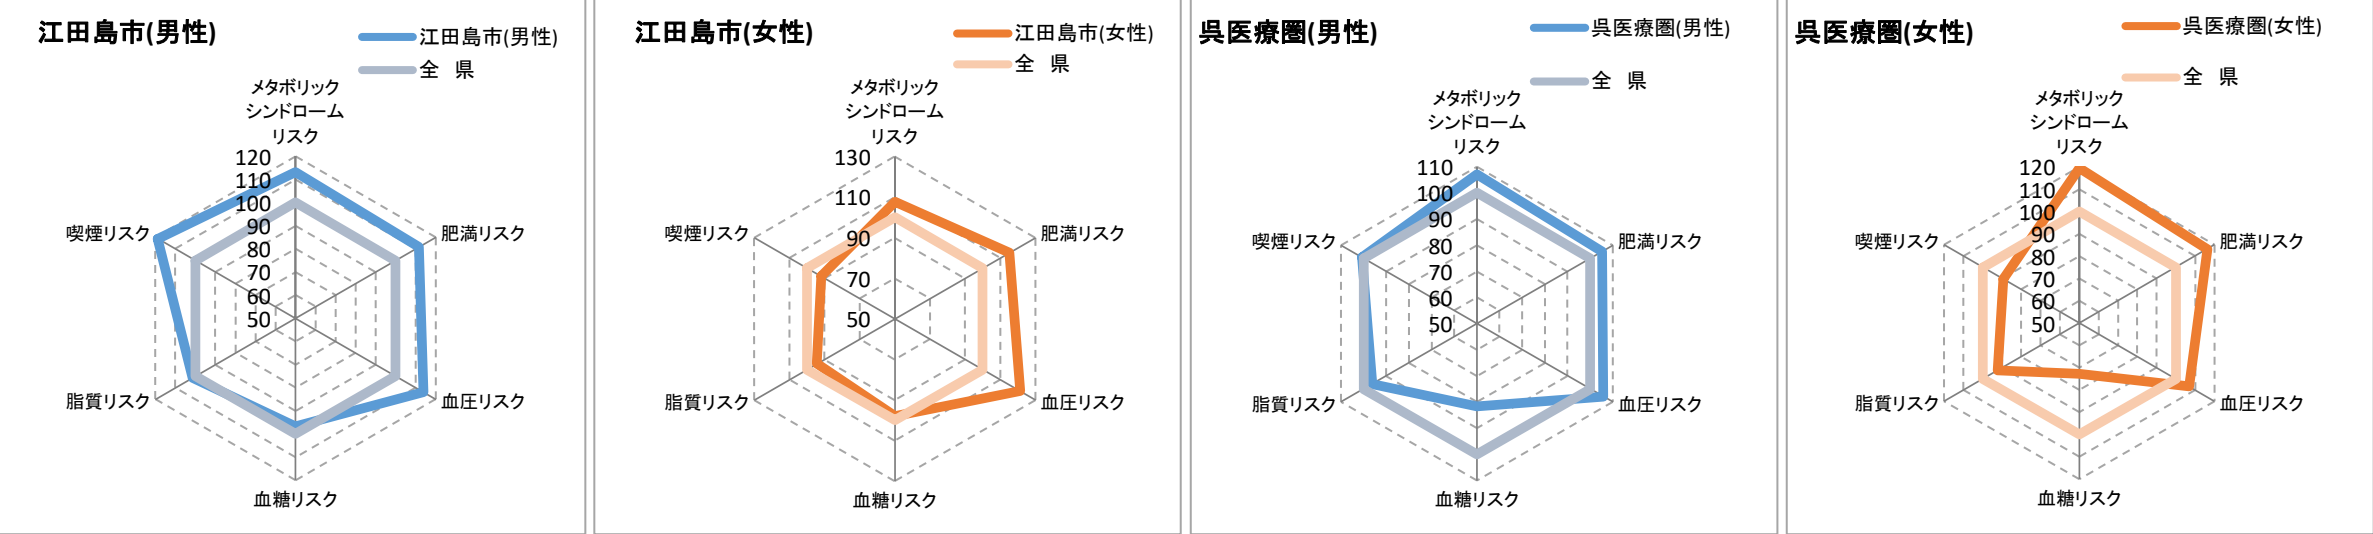 江田島市(男性)
江田島市(男性)
全 県
メタボリック
シンドローム
リスク
120
110
100
90
80
70
60
50
肥満リスク
血圧リスク
血糖リスク
脂質リスク
喫煙リスク
江田島市(女性)
江田島市(女性)
全 県
メタボリック
シンドローム
リスク
130
110
90
70
50
肥満リスク
血圧リスク
血糖リスク
脂質リスク
喫煙リスク
呉医療圏(男性)
呉医療圏(男性)
全 県
メタボリック
シンドローム
リスク
110
100
90
80
70
60
50
肥満リスク
血圧リスク
血糖リスク
脂質リスク
喫煙リスク
呉医療圏(女性)
呉医療圏(女性)
全 県
メタボリック
シンドローム
リスク
120
110
100
90
80
70
60
50
肥満リスク
血圧リスク
血糖リスク
脂質リスク
喫煙リスク